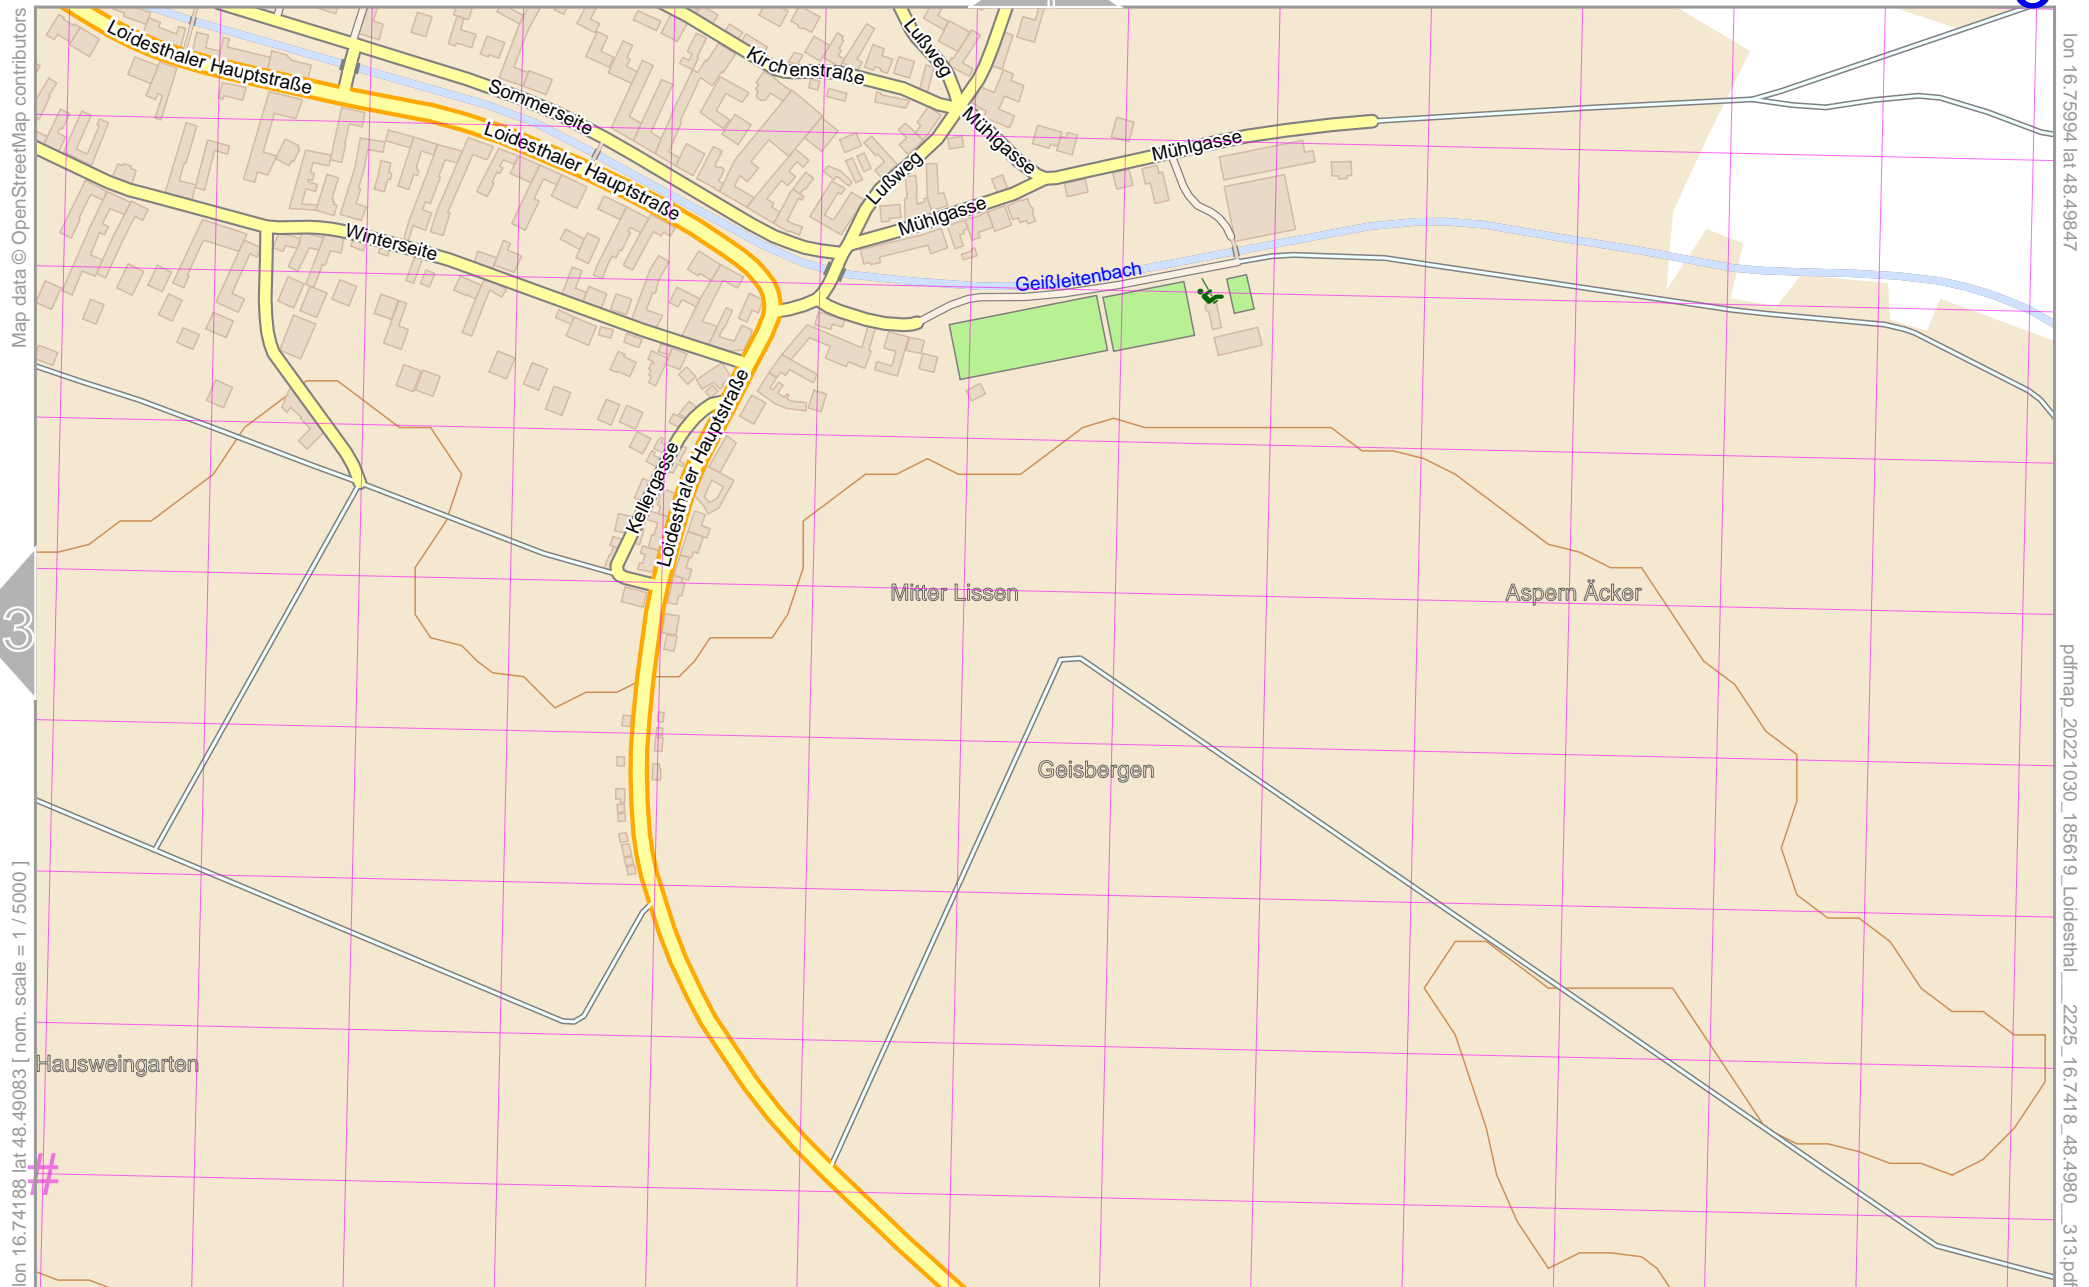 Map data © OpenStreetMap contributors
lon 16.75994 lat 48.49847
Loidesthaler Hauptstraße
Sommerseite
Kirchenstraße
Lußweg
Mühlgasse
Mühlgasse
Loidesthaler Hauptstraße
Lußweg
Mühlgasse
Winterseite
Geißleitenbach
Loidesthaler Hauptstraße
Kellergasse
Mitter Lissen
Aspern Äcker
3
Geisbergen
Hausweingarten
#
lon 16.74188 lat 48.49083 [ nom. scale = 1 / 5000 ]
pdfmap_20221030_185619_Loidesthal___2225_16.7418_48.4980__313.pdf